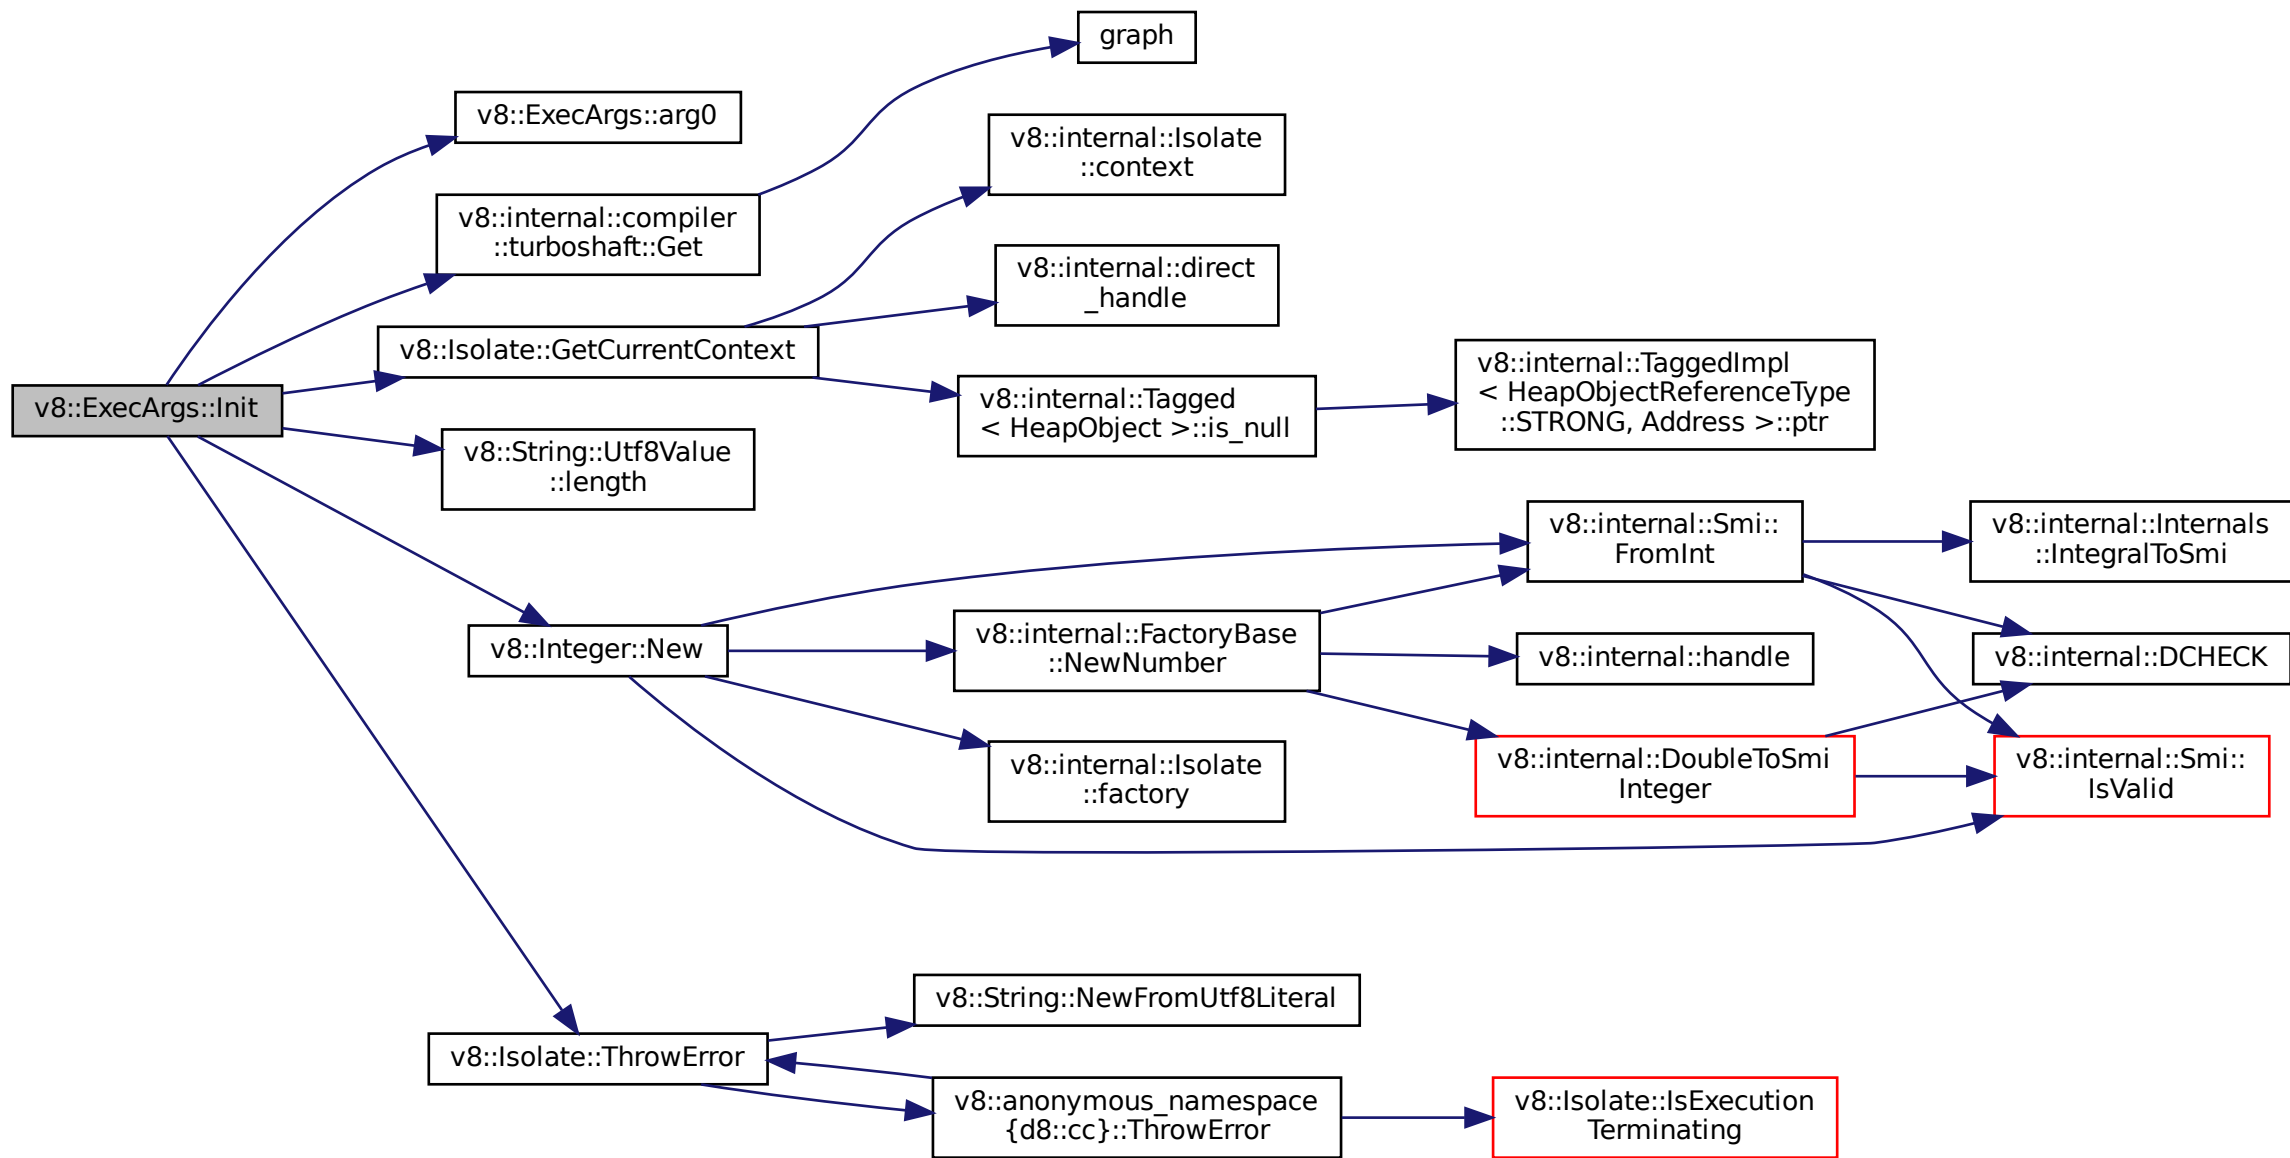 graph
v8::ExecArgs::arg0
v8::internal::Isolate
::context
v8::internal::compiler
::turboshaft::Get
v8::internal::direct
_handle
v8::Isolate::GetCurrentContext
v8::internal::TaggedImpl
< HeapObjectReferenceType
::STRONG, Address >::ptr
v8::internal::Tagged
< HeapObject >::is_null
v8::ExecArgs::Init
v8::String::Utf8Value
::length
v8::internal::Smi::
FromInt
v8::internal::Internals
::IntegralToSmi
v8::Integer::New
v8::internal::FactoryBase
::NewNumber
v8::internal::handle
v8::internal::DCHECK
v8::internal::Isolate
::factory
v8::internal::DoubleToSmi
Integer
v8::internal::Smi::
IsValid
v8::String::NewFromUtf8Literal
v8::Isolate::ThrowError
v8::anonymous_namespace
{d8::cc}::ThrowError
v8::Isolate::IsExecution
Terminating